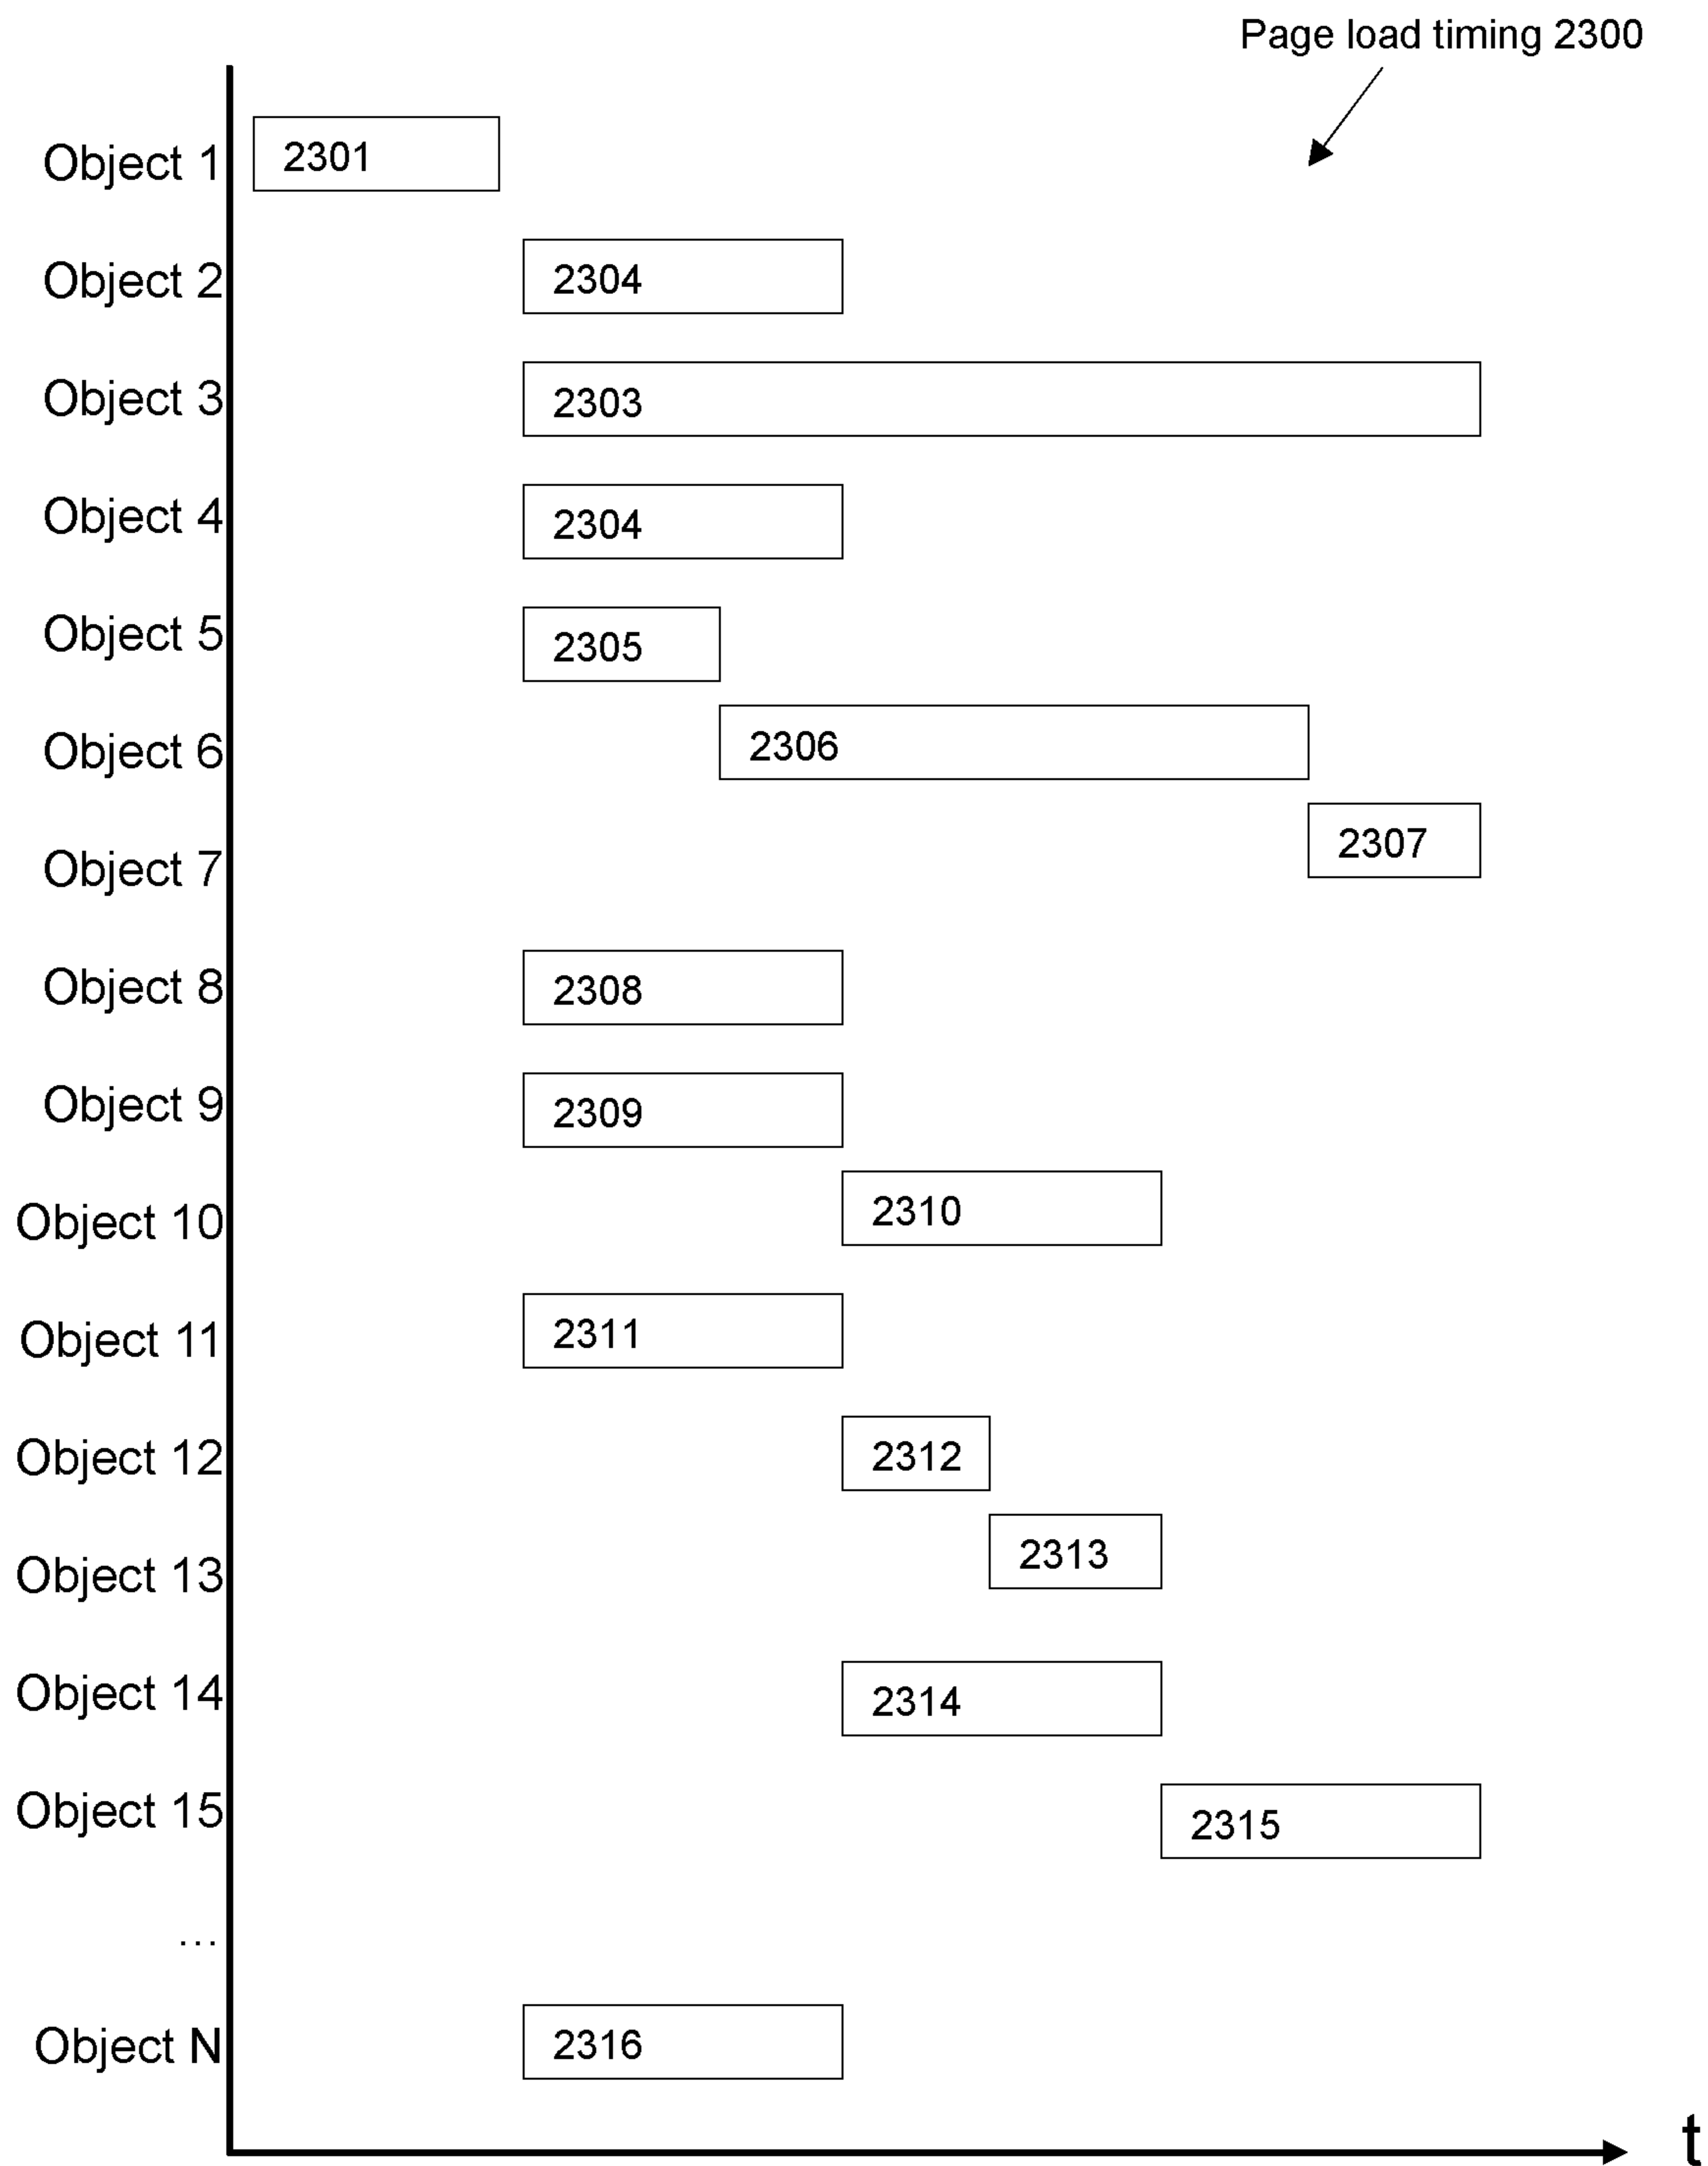 Page load timing 2300
Object 1 2301
Object 2 2304
Object 3 2303
Object 4 2304
Object 5 2305
Object 6 2306
Object 7 2307
Object 8 2308
Object 9 2309
Object 10 2310
Object 11 2311
Object 12 2312
Object 13 2313
Object 14 2314
Object 15 2315
...
Object N 2316
t